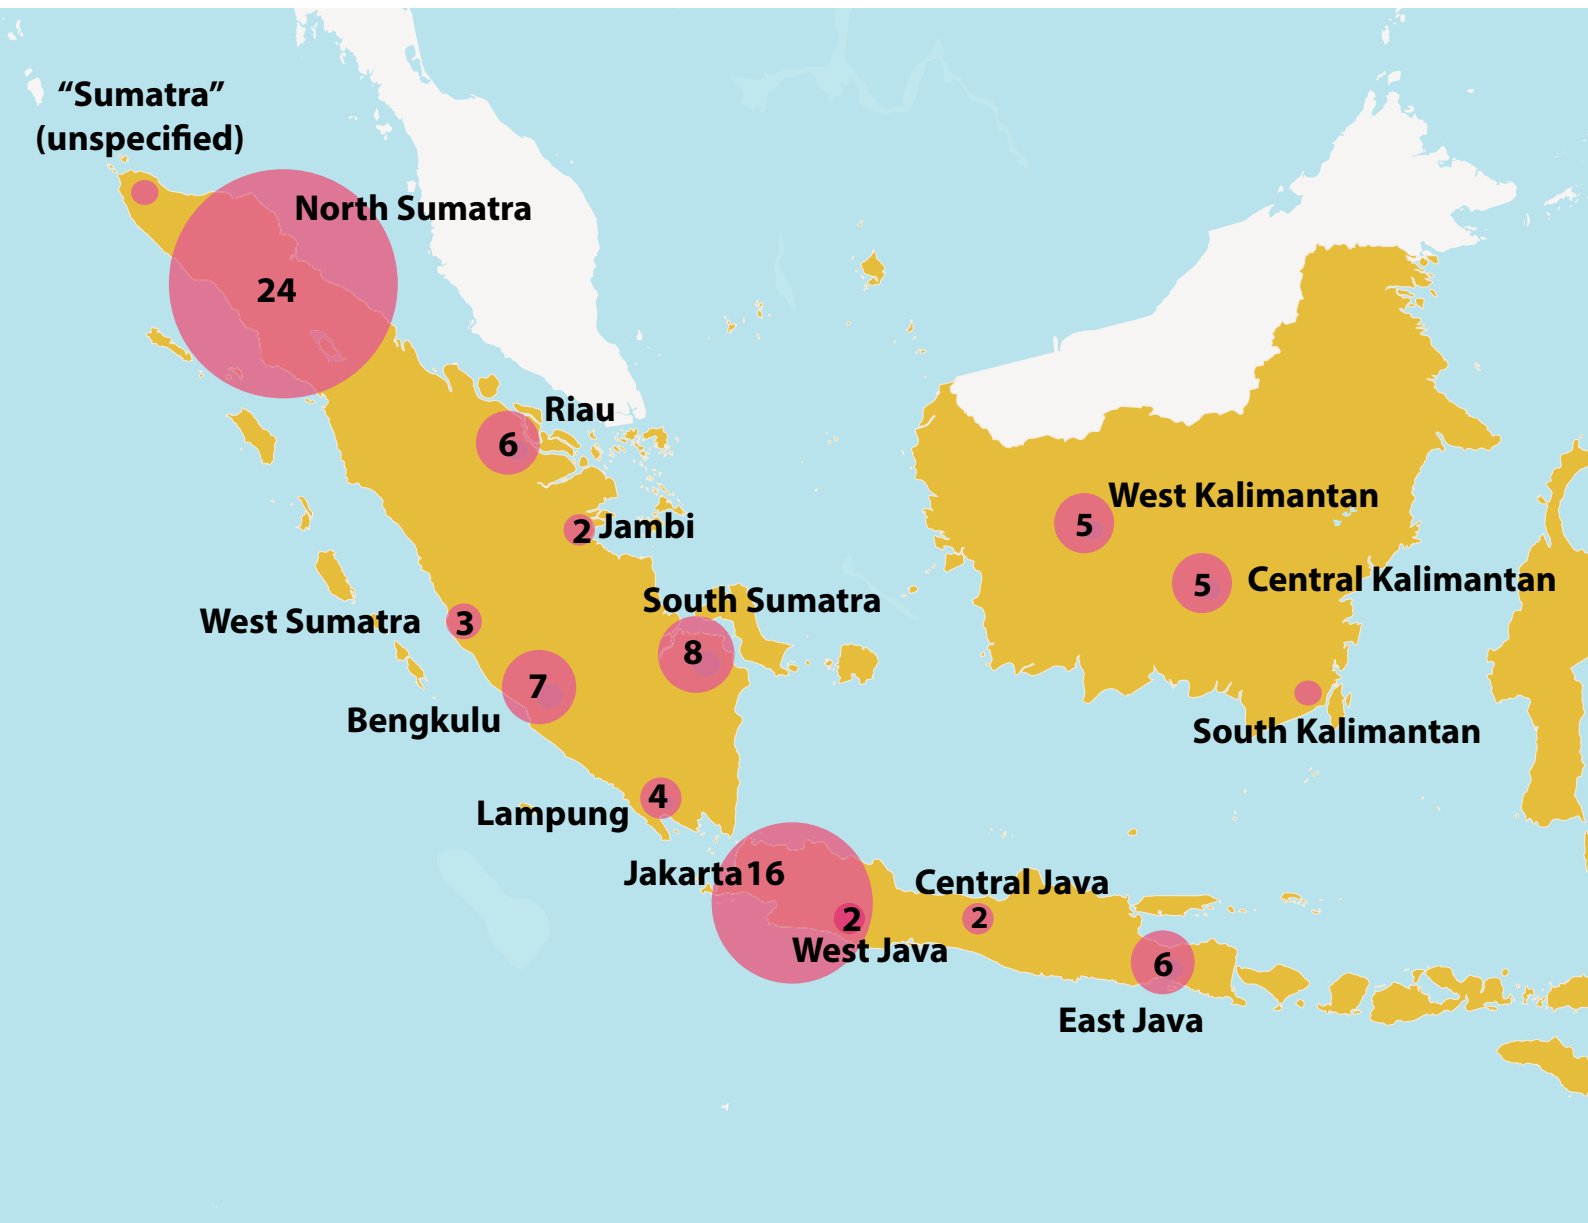 “Sumatra”
(unspecified)
North Sumatra
24
Riau
6
2 Jambi
West Kalimantan
5
5 Central Kalimantan
South Sumatra
8
West Sumatra 3
7
Bengkulu
South Kalimantan
4
Lampung
Jakarta 16
Central Java
2
2
West Java
6
East Java